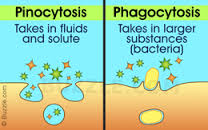 Pinocytosis
Takes in fluids
and solute
Phagocytosis
Takes in larger
substances
(bacteria)
© Buzzle.com